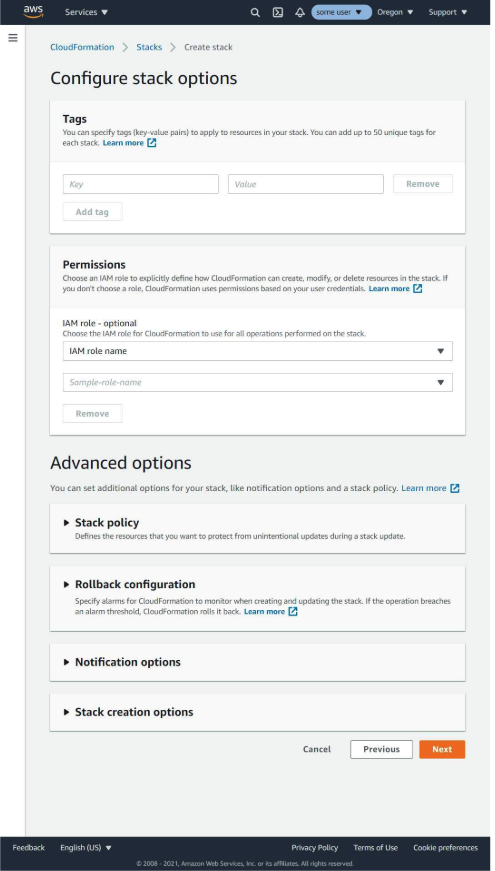 aws
Services
some user
Oregon
Support
CloudFormation > Stacks > Create stack
Configure stack options
Tags
You can specify tags (key-value pairs) to apply to resources in your stack. You can add up to 50 unique tags for
each stack. Learn more
Key
Value
Remove
Add tag
Permissions
Choose an IAM role to explicitly define how CloudFormation can create, modify, or delete resources in the stack. If
you don't choose a role, CloudFormation uses permissions based on your user credentials. Learn more
IAM role - optional
Choose the IAM role for CloudFormation to use for all operations performed on the stack.
IAM role name
Sample-role-name
Remove
Advanced options
You can set additional options for your stack, like notification options and a stack policy. Learn more
Stack policy
Defines the resources that you want to protect from unintentional updates during a stack update.
Rollback configuration
Specify alarms for CloudFormation to monitor when creating and updating the stack. If the operation breaches
an alarm threshold, CloudFormation rolls it back. Learn more
Notification options
Stack creation options
Cancel
Previous
Next
Feedback
English (US)
Privacy Policy
Terms of Use
Cookie preferences
© 2008 - 2021, Amazon Web Services, Inc. or its affiliates. All rights reserved.